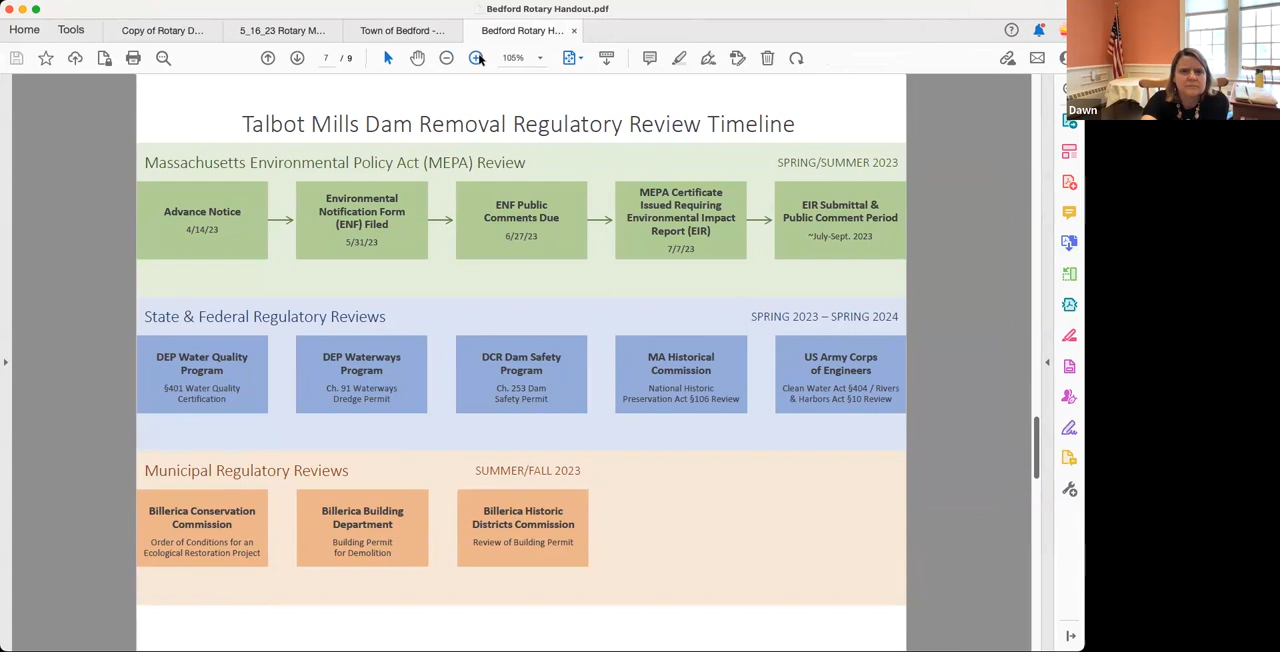 Bedford Rotary Handout.pdf
Home
Tools
Copy of Rotary D...
5_16_23 Rotary M...
Town of Bedford -...
Bedford Rotary H... ×
7 / 9
105%
Dawn
Talbot Mills Dam Removal Regulatory Review Timeline
Massachusetts Environmental Policy Act (MEPA) Review
SPRING/SUMMER 2023
Advance Notice
4/14/23
Environmental
Notification Form
(ENF) Filed
5/31/23
ENF Public
Comments Due
6/27/23
MEPA Certificate
Issued Requiring
Environmental Impact
Report (EIR)
7/7/23
EIR Submittal &
Public Comment Period
~July-Sept. 2023
State & Federal Regulatory Reviews
SPRING 2023 – SPRING 2024
DEP Water Quality
Program
§401 Water Quality
Certification
DEP Waterways
Program
Ch. 91 Waterways
Dredge Permit
DCR Dam Safety
Program
Ch. 253 Dam
Safety Permit
MA Historical
Commission
National Historic
Preservation Act §106 Review
US Army Corps
of Engineers
Clean Water Act §404 / Rivers
& Harbors Act §10 Review
Municipal Regulatory Reviews
SUMMER/FALL 2023
Billerica Conservation
Commission
Order of Conditions for an
Ecological Restoration Project
Billerica Building
Department
Building Permit
for Demolition
Billerica Historic
Districts Commission
Review of Building Permit